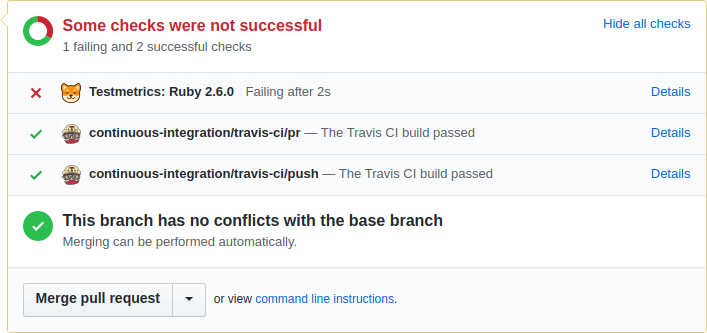 Some checks were not successful
Hide all checks
1 failing and 2 successful checks
Testmetrics: Ruby 2.6.0 Failing after 2s Details
continuous-integration/travis-ci/pr — The Travis CI build passed Details
continuous-integration/travis-ci/push — The Travis CI build passed Details
This branch has no conflicts with the base branch
Merging can be performed automatically.
Merge pull request or view command line instructions.